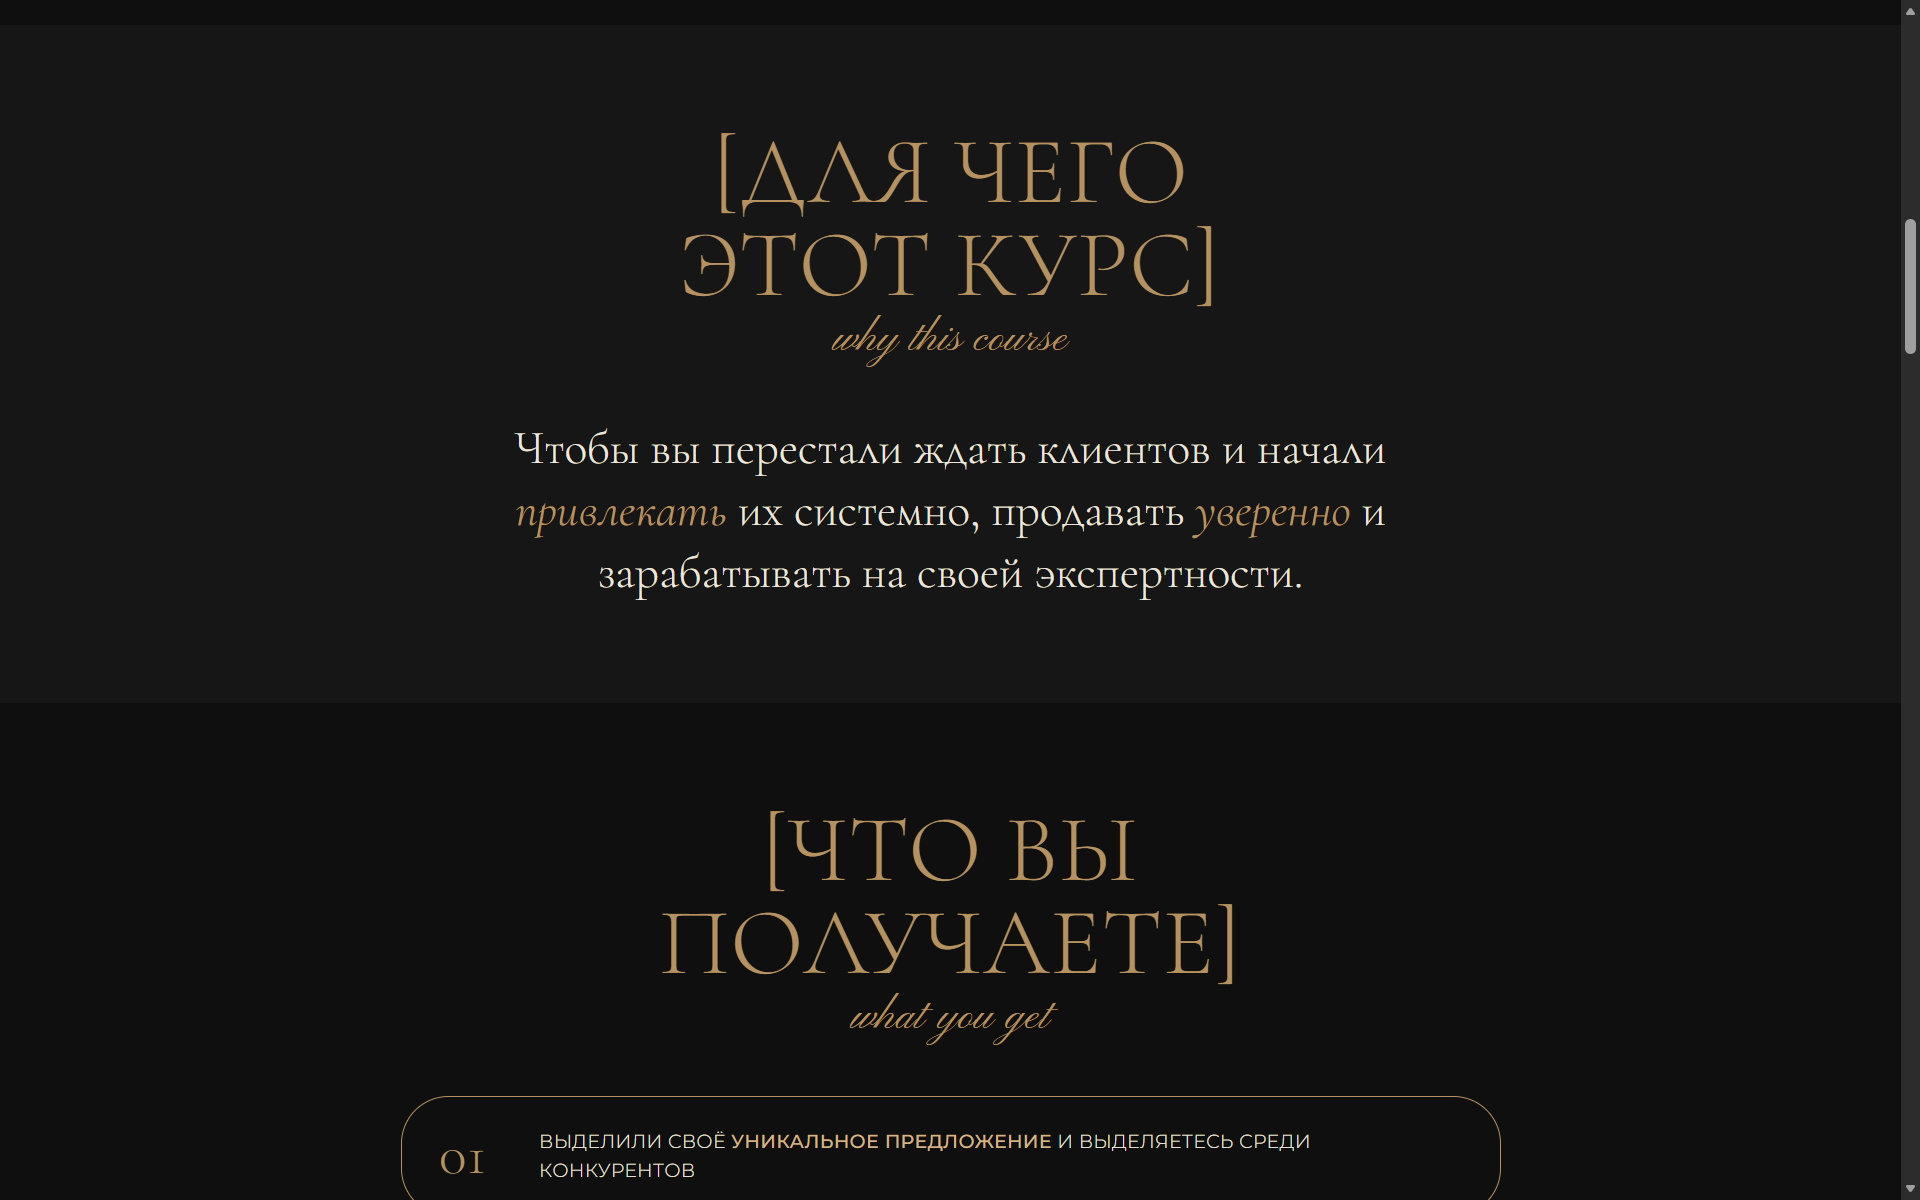 [ДЛЯ ЧЕГО
ЭТОТ КУРС]
why this course
Чтобы вы перестали ждать клиентов и начали
привлекать их системно, продавать уверенно и
зарабатывать на своей экспертности.
[ЧТО ВЫ
ПОЛУЧАЕТЕ]
what you get
01
ВЫДЕЛИЛИ СВОЁ УНИКАЛЬНОЕ ПРЕДЛОЖЕНИЕ И ВЫДЕЛЯЕТЕСЬ СРЕДИ
КОНКУРЕНТОВ